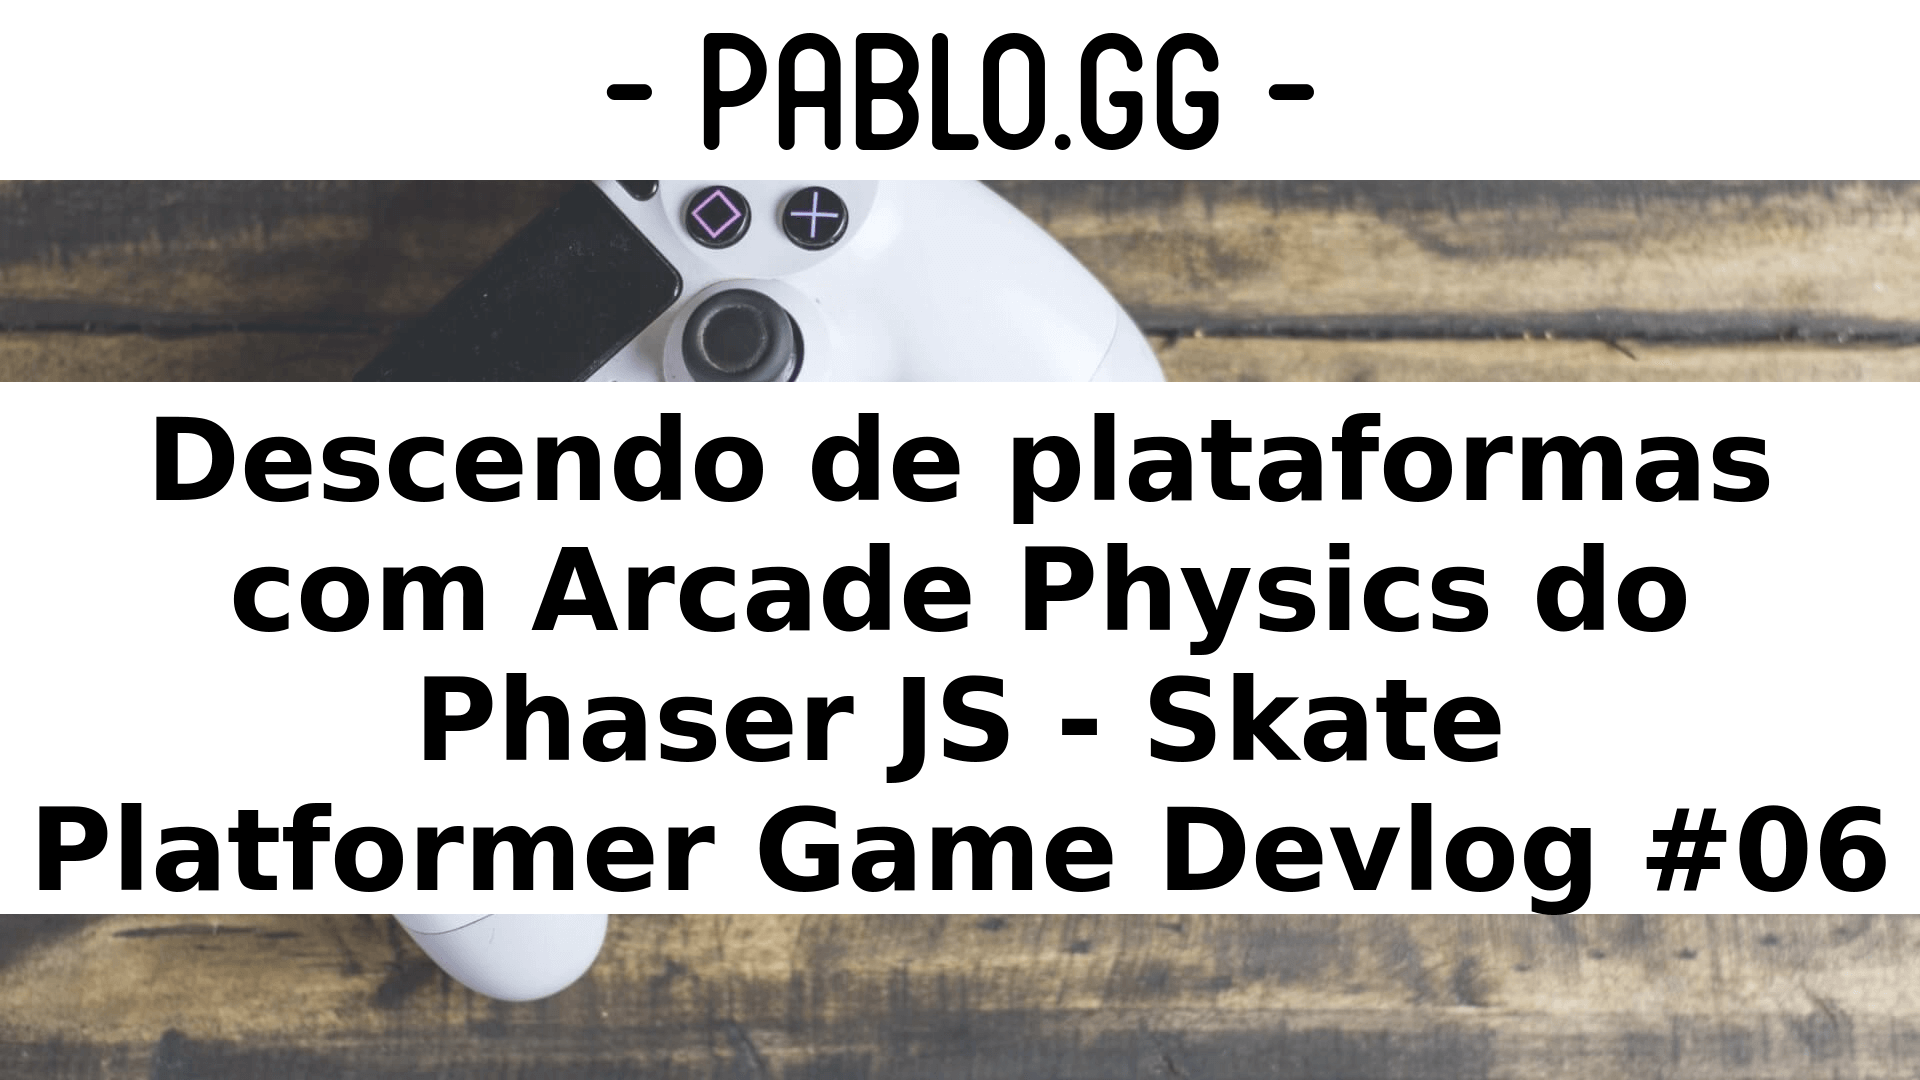 - PABLO.GG -
Descendo de plataformas
com Arcade Physics do
Phaser JS - Skate
Platformer Game Devlog #06